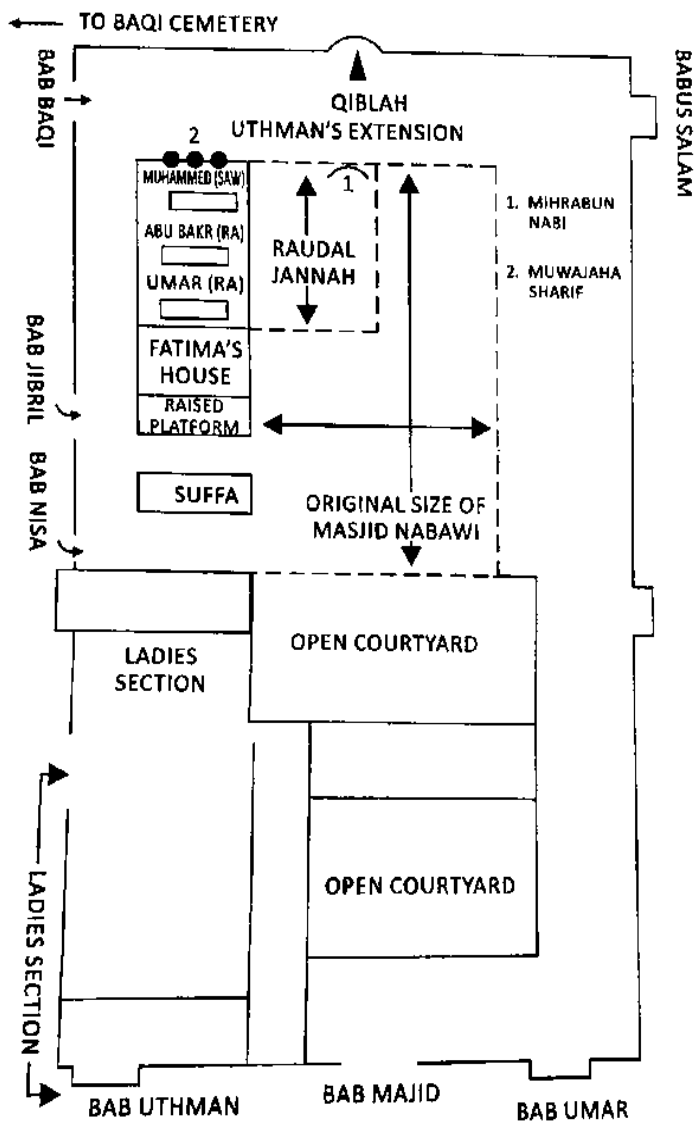 TO BAQI CEMETERY
BAB BAQI
BABUS SALAM
QIBLAH
UTHMAN'S EXTENSION
2
MUHAMMED (SAW)
ABU BAKR (RA)
UMAR (RA)
1
RAUDAL
JANNAH
1. MIHRABUN
NABI
2. MUWAJAHA
SHARIF
FATIMA'S
HOUSE
RAISED
PLATFORM
BAB JIBRIL
SUFFA
BAB NISA
ORIGINAL SIZE OF
MASJID NABAWI
LADIES
SECTION
OPEN COURTYARD
OPEN COURTYARD
LADIES SECTION
BAB UTHMAN
BAB MAJID
BAB UMAR